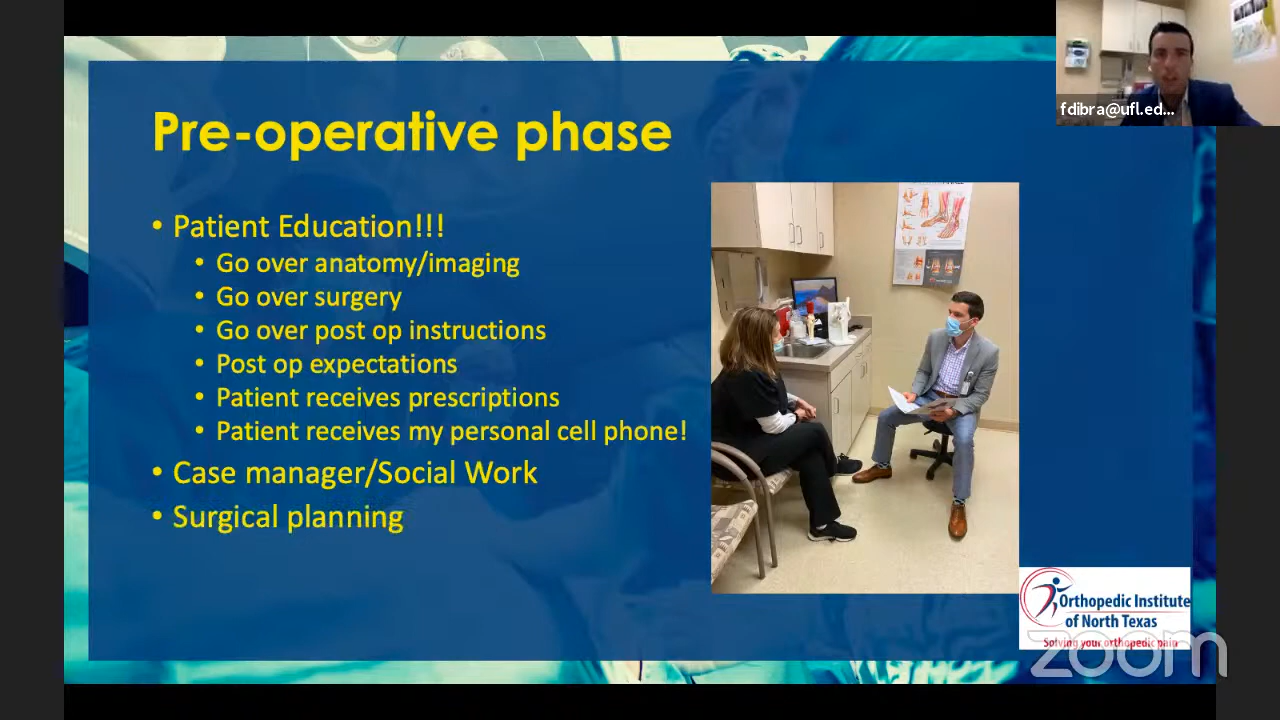 fdibra@ufl.ed...
Pre-operative phase
• Patient Education!!!
• Go over anatomy/imaging
• Go over surgery
• Go over post op instructions
• Post op expectations
• Patient receives prescriptions
• Patient receives my personal cell phone!
• Case manager/Social Work
• Surgical planning
Orthopedic Institute
of North Texas
Solving your orthopedic pain
zoom